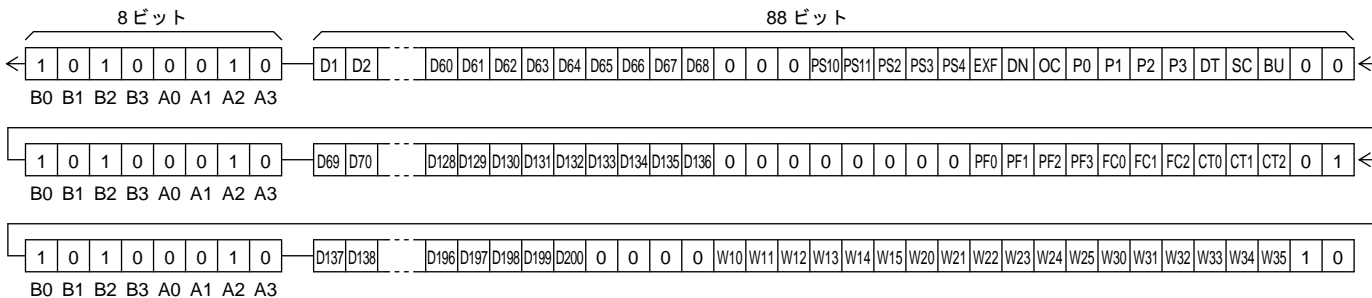 8 ビット 88 ビット
1 0 1 0 0 0 1 0 D1 D2 D60 D61 D62 D63 D64 D65 D66 D67 D68 0 0 0 PS10 PS11 PS2 PS3 PS4 EXF DN OC P0 P1 P2 P3 DT SC BU 0 0
B0 B1 B2 B3 A0 A1 A2 A3
1 0 1 0 0 0 1 0 D69 D70 D128 D129 D130 D131 D132 D133 D134 D135 D136 0 0 0 0 0 0 0 0 PF0 PF1 PF2 PF3 FC0 FC1 FC2 CT0 CT1 CT2 0 1
B0 B1 B2 B3 A0 A1 A2 A3
1 0 1 0 0 0 1 0 D137 D138 D196 D197 D198 D199 D200 0 0 0 0 W10 W11 W12 W13 W14 W15 W20 W21 W22 W23 W24 W25 W30 W31 W32 W33 W34 W35 1 0
B0 B1 B2 B3 A0 A1 A2 A3